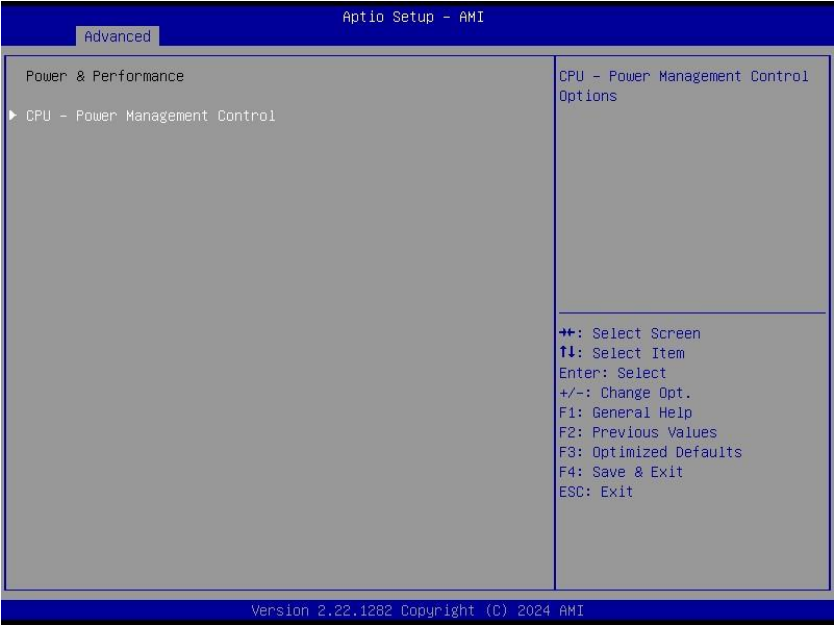 Aptio Setup – AMI
Advanced
Power & Performance
▶ CPU – Power Management Control
CPU – Power Management Control
Options
→←: Select Screen
↑↓: Select Item
Enter: Select
+/-: Change Opt.
F1: General Help
F2: Previous Values
F3: Optimized Defaults
F4: Save & Exit
ESC: Exit
Version 2.22.1282 Copyright (C) 2024 AMI